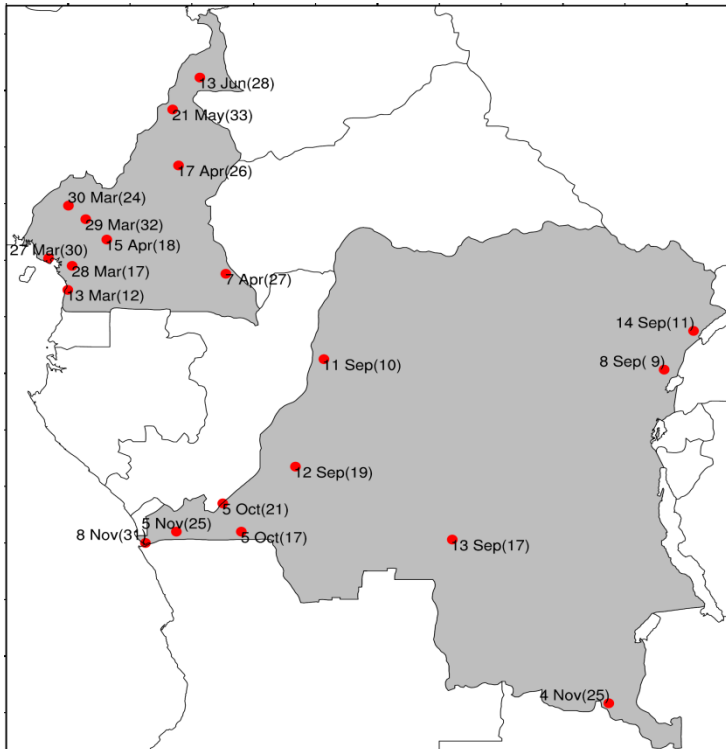 13 Jun(28)
21 May(33)
17 Apr(26)
30 Mar(24)
29 Mar(32)
15 Apr(18)
27 Mar(30)
28 Mar(17)
7 Apr(27)
13 Mar(12)
14 Sep(11)
11 Sep(10)
8 Sep( 9)
12 Sep(19)
5 Oct(21)
5 Nov(25)
8 Nov(31)
5 Oct(17)
13 Sep(17)
4 Nov(25)